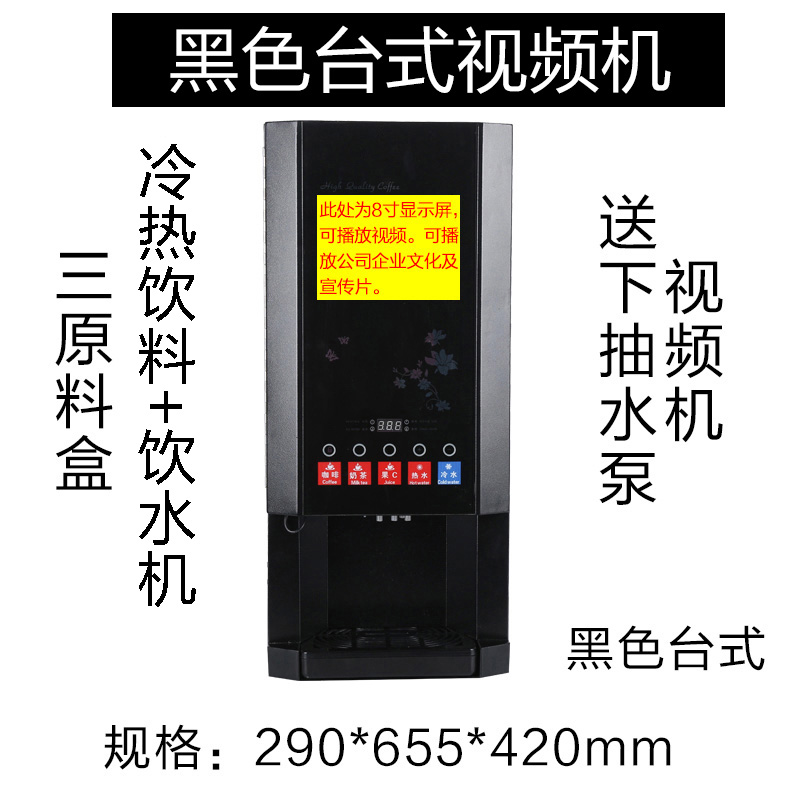 黑色台式视频机
三原料盒
冷热饮料+饮水机
High Quality Coffee
此处为8寸显示屏，
可播放视频。可播
放公司企业文化及
宣传片。
送下抽水泵
视频机
888
咖啡 奶茶 果C 热水 冷水
Coffee Milk tea Juice Hot water Cold water
黑色台式
规格：290*655*420mm